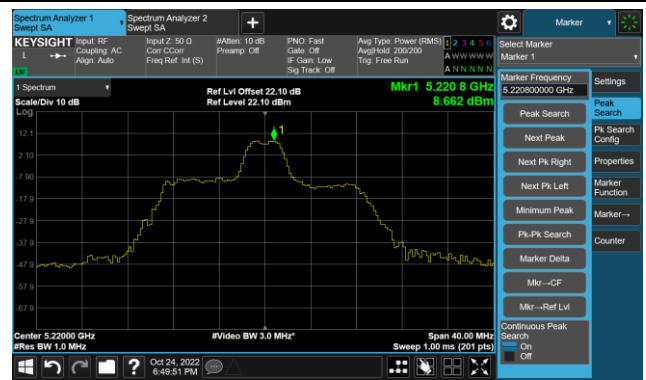 Spectrum Analyzer 1
Swept SA
Spectrum Analyzer 2
Swept SA
+
Marker
KEYSIGHT
L
LW
Input: RF
Coupling: AC
Align: Auto
Input Z: 50 Ω
Corr CCorr
Freq Ref: Int (S)
#Atten: 10 dB
Preamp: Off
PNO: Fast
Gate: Off
IF Gain: Low
Sig Track: Off
Avg Type: Power (RMS)
Avg|Hold: 200/200
Trig: Free Run
1 2 3 4 5 6
A W W W W W
A N N N N N
Select Marker
Marker 1
1 Spectrum
Scale/Div 10 dB
Log
Ref Lvl Offset 22.10 dB
Ref Level 22.10 dBm
Mkr1 5.220 8 GHz
8.662 dBm
1
12.1
2.10
-7.90
-17.9
-27.9
-37.9
-47.9
-57.9
-67.9
Center 5.22000 GHz
#Res BW 1.0 MHz
#Video BW 3.0 MHz*
Span 40.00 MHz
Sweep 1.00 ms (201 pts)
Marker Frequency
5.220800000 GHz
Peak Search
Next Peak
Next Pk Right
Next Pk Left
Minimum Peak
Pk-Pk Search
Marker Delta
Mkr→CF
Mkr→Ref Lvl
Continuous Peak
Search
On
Off
Settings
Peak
Search
Pk Search
Config
Properties
Marker
Function
Marker→
Counter
?
Oct 24, 2022
6:49:51 PM